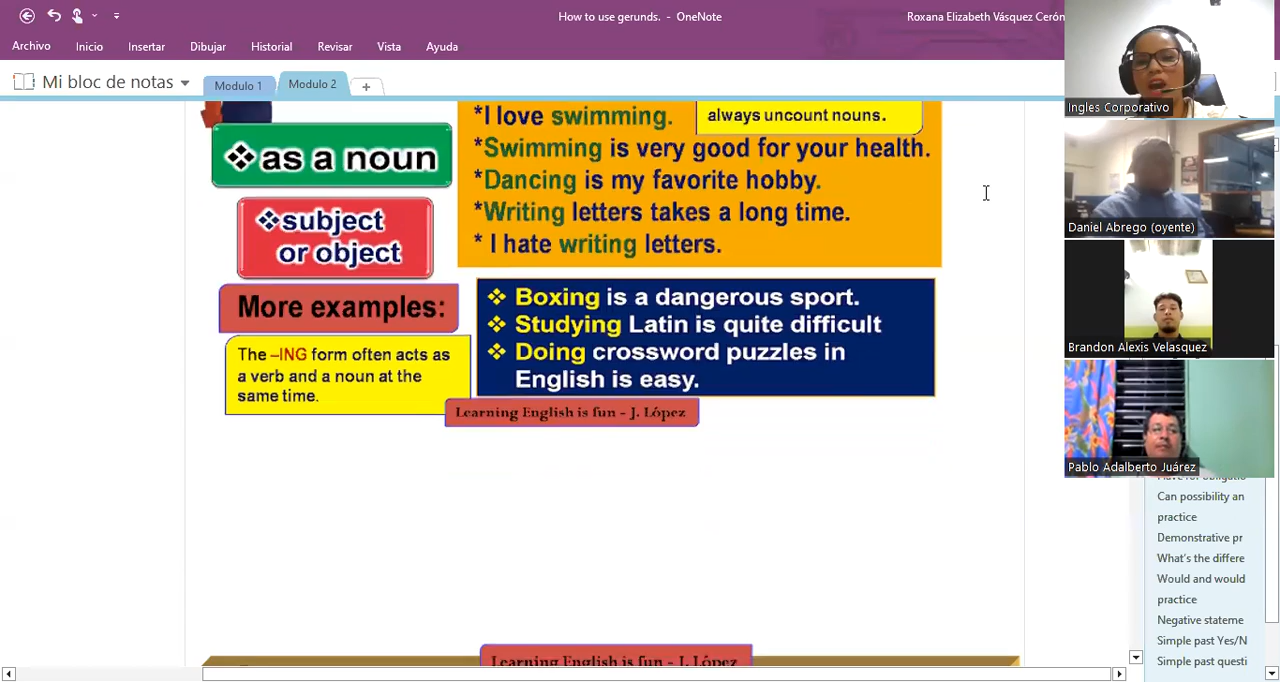 How to use gerunds. - OneNote
Roxana Elizabeth Vásquez Cerón
Archivo Inicio Insertar Dibujar Historial Revisar Vista Ayuda
Mi bloc de notas
Modulo 1
Modulo 2
as a noun
subject
or object
*I love swimming.
always uncount nouns.
*Swimming is very good for your health.
*Dancing is my favorite hobby.
*Writing letters takes a long time.
* I hate writing letters.
More examples:
The –ING form often acts as
a verb and a noun at the
same time.
Boxing is a dangerous sport.
Studying Latin is quite difficult
Doing crossword puzzles in
English is easy.
Learning English is fun - J. López
Learning English is fun - J. López
Ingles Corporativo
Daniel Abrego (oyente)
Brandon Alexis Velasquez
Pablo Adalberto Juárez
Can possibility an
practice
Demonstrative pr
What's the differe
Would and would
practice
Negative stateme
Simple past Yes/N
Simple past questi